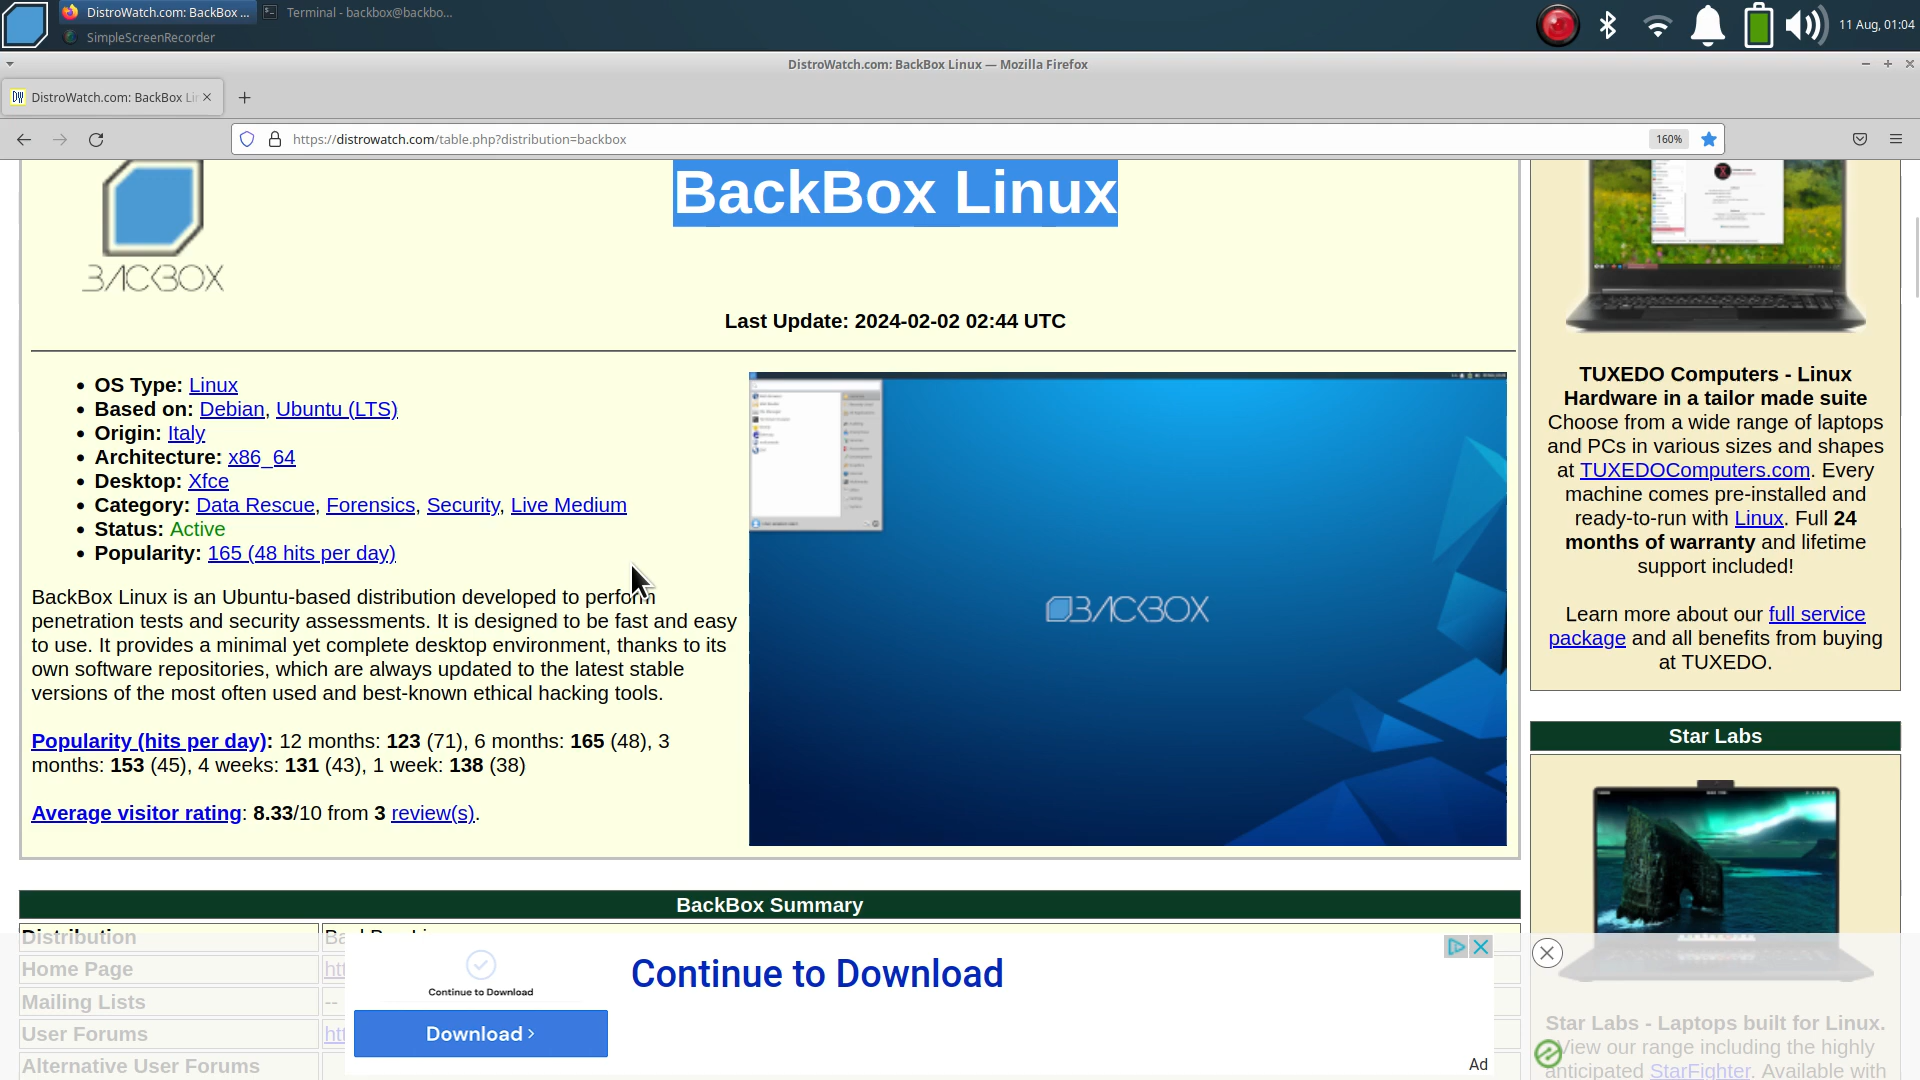 DistroWatch.com: BackBox ...
Terminal - backbox@backbo...
SimpleScreenRecorder
11 Aug, 01:04
DistroWatch.com: BackBox Linux — Mozilla Firefox
DistroWatch.com: BackBox Li
https://distrowatch.com/table.php?distribution=backbox
160%
BackBox Linux
BACKBOX
Last Update: 2024-02-02 02:44 UTC
• OS Type: Linux
• Based on: Debian, Ubuntu (LTS)
• Origin: Italy
• Architecture: x86_64
• Desktop: Xfce
• Category: Data Rescue, Forensics, Security, Live Medium
• Status: Active
• Popularity: 165 (48 hits per day)
BackBox Linux is an Ubuntu-based distribution developed to perform
penetration tests and security assessments. It is designed to be fast and easy
to use. It provides a minimal yet complete desktop environment, thanks to its
own software repositories, which are always updated to the latest stable
versions of the most often used and best-known ethical hacking tools.
Popularity (hits per day): 12 months: 123 (71), 6 months: 165 (48), 3
months: 153 (45), 4 weeks: 131 (43), 1 week: 138 (38)
Average visitor rating: 8.33/10 from 3 review(s).
BACKBOX
TUXEDO Computers - Linux
Hardware in a tailor made suite
Choose from a wide range of laptops
and PCs in various sizes and shapes
at TUXEDOComputers.com. Every
machine comes pre-installed and
ready-to-run with Linux. Full 24
months of warranty and lifetime
support included!
Learn more about our full service
package and all benefits from buying
at TUXEDO.
Star Labs
Star Labs - Laptops built for Linux.
View our range including the highly
anticipated StarFighter. Available with
BackBox Summary
Distribution
Home Page
Mailing Lists
--
User Forums
Alternative User Forums
Continue to Download
Download ›
Continue to Download
Ad